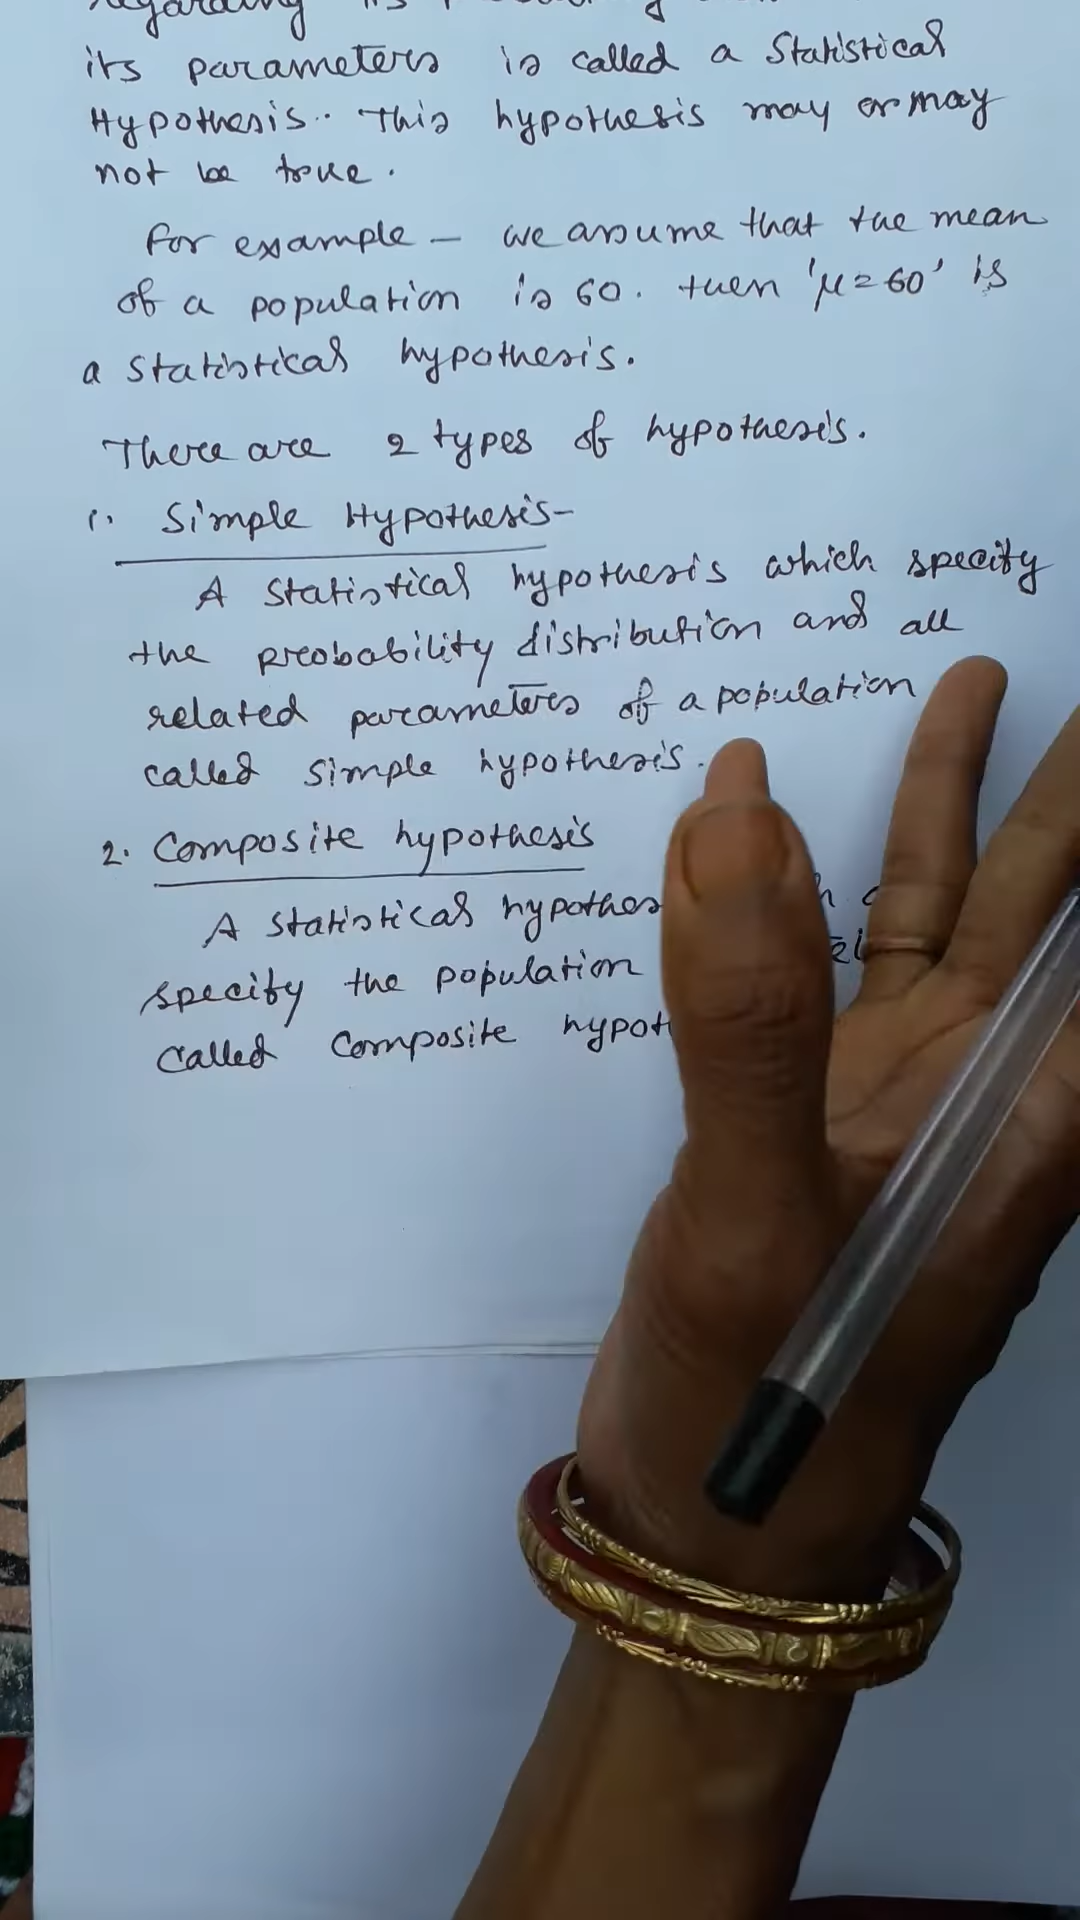 regarding its
its parameters is called a Statistical
Hypothesis. This hypothesis may or may
not be true.
For example – we assume that the mean
of a population is 60. then 'μ=60' is
a Statistical hypothesis.
There are 2 types of hypothesis.
1. Simple Hypothesis-
A Statistical hypothesis which specify
the probability distribution and all
related parameters of a population
called simple hypothesis.
2. Composite hypothesis
A statistical
specify the population
called composite